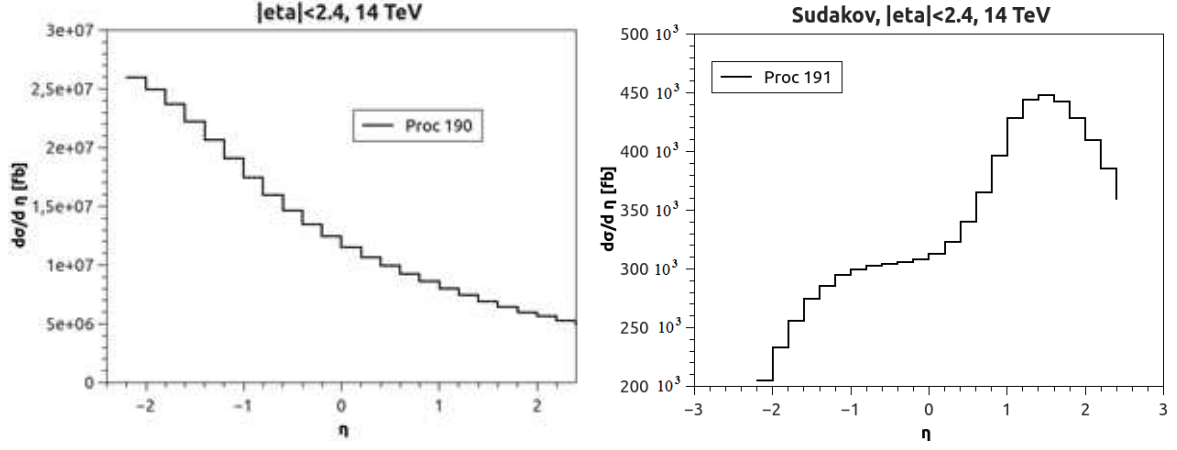 |eta|<2.4, 14 TeV
3e+07
2,5e+07
2e+07
1,5e+07
1e+07
5e+06
0
dσ/d η [fb]
Proc 190
−2
−1
0
1
2
η
Sudakov, |eta|<2.4, 14 TeV
500 10³
450 10³
400 10³
350 10³
300 10³
250 10³
200 10³
dσ/d η [fb]
Proc 191
−3
−2
−1
0
1
2
3
η